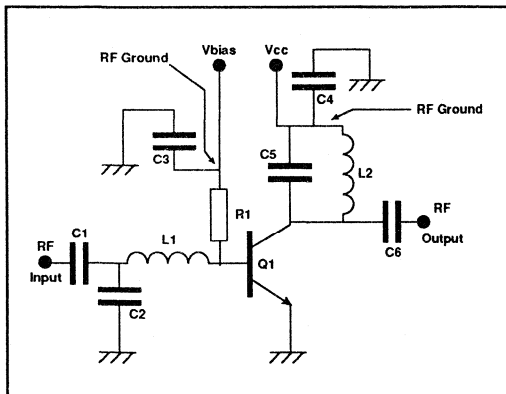 Vbias
Vcc
RF Ground
C4
RF Ground
C3
C5
L2
R1
RF
Input
C1
L1
Q1
C6
RF
Output
C2